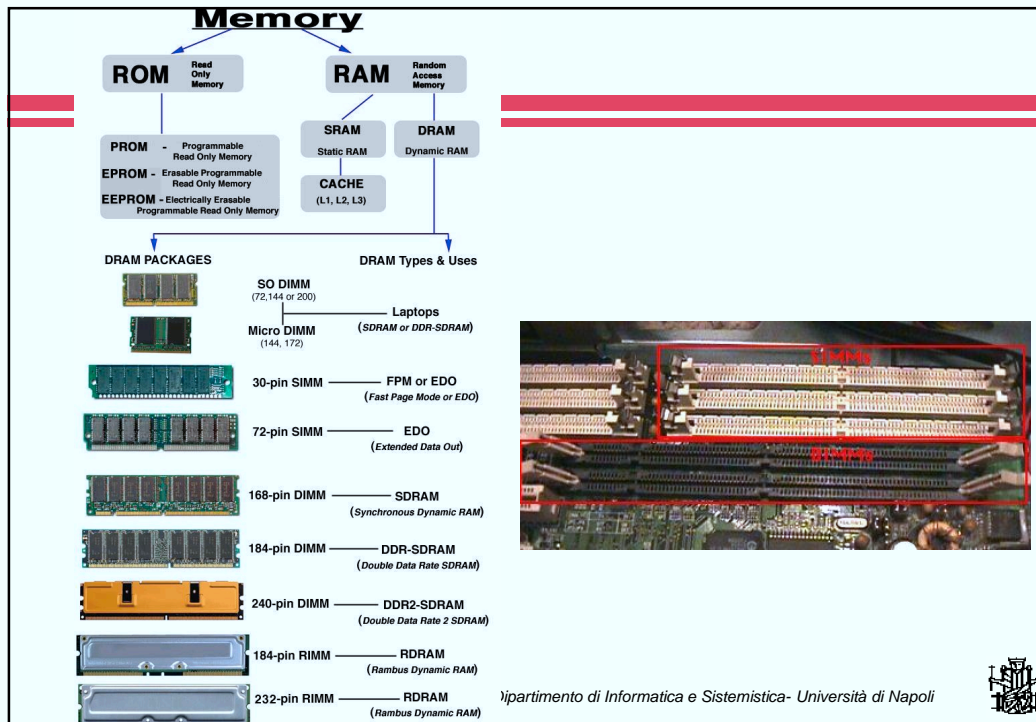 Memory
ROM Read Only Memory
RAM Random Access Memory
PROM - Programmable Read Only Memory
EPROM - Erasable Programmable Read Only Memory
EEPROM - Electrically Erasable Programmable Read Only Memory
SRAM
Static RAM
DRAM
Dynamic RAM
CACHE
(L1, L2, L3)
DRAM PACKAGES
DRAM Types & Uses
SO DIMM
(72,144 or 200)
Laptops
(SDRAM or DDR-SDRAM)
Micro DIMM
(144, 172)
30-pin SIMM
FPM or EDO
(Fast Page Mode or EDO)
72-pin SIMM
EDO
(Extended Data Out)
168-pin DIMM
SDRAM
(Synchronous Dynamic RAM)
184-pin DIMM
DDR-SDRAM
(Double Data Rate SDRAM)
240-pin DIMM
DDR2-SDRAM
(Double Data Rate 2 SDRAM)
184-pin RIMM
RDRAM
(Rambus Dynamic RAM)
232-pin RIMM
RDRAM
(Rambus Dynamic RAM)
SIMMs
DIMMs
di Informatica e Sistemistica- Università di Napoli